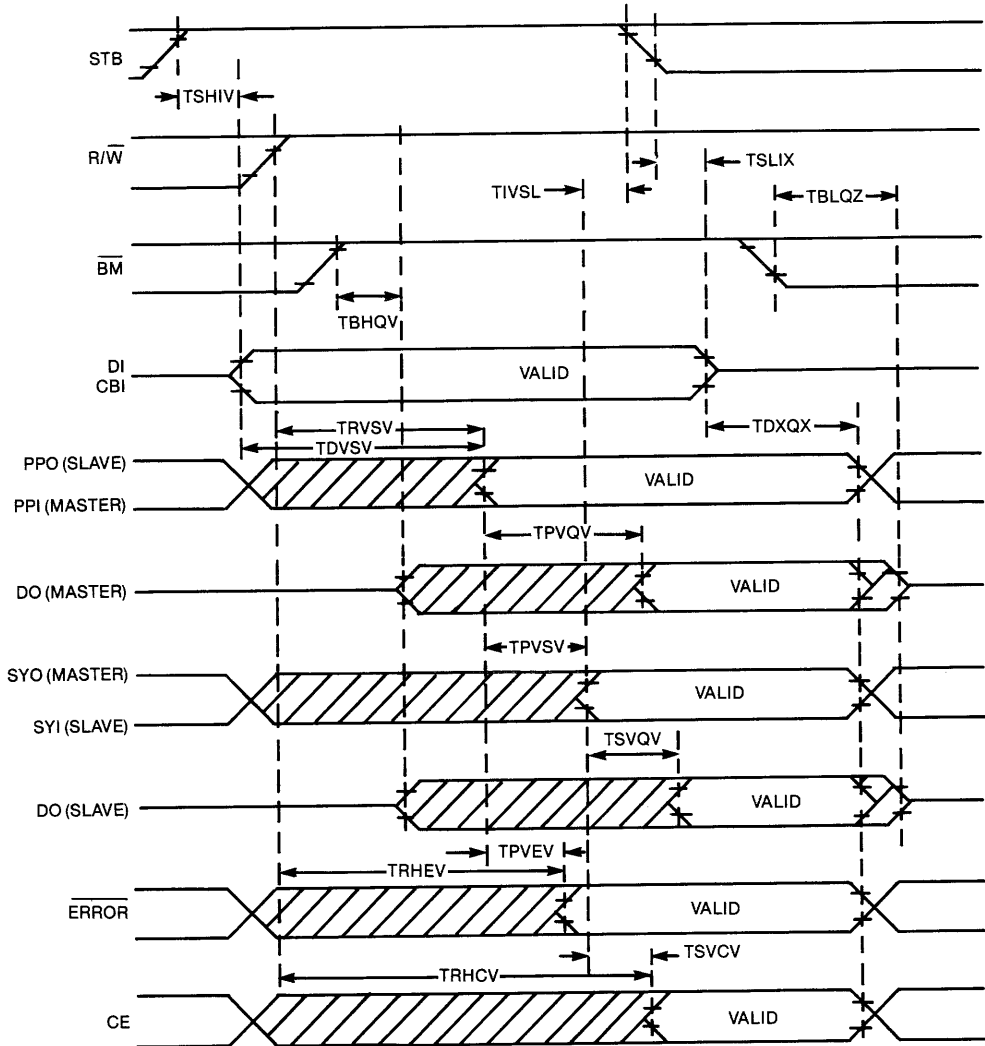 STB
TSHIV
R/W̅
TSLIX
TIVSL
TBLQZ
B̅M̅
TBHQV
DI
CBI
VALID
TRVSV
TDXQX
TDVSV
PPO (SLAVE)
VALID
PPI (MASTER)
TPVQV
DO (MASTER)
VALID
TPVSV
SYO (MASTER)
VALID
SYI (SLAVE)
TSVQV
DO (SLAVE)
VALID
TPVEV
TRHEV
E̅R̅R̅O̅R̅
VALID
TSVCV
TRHCV
CE
VALID